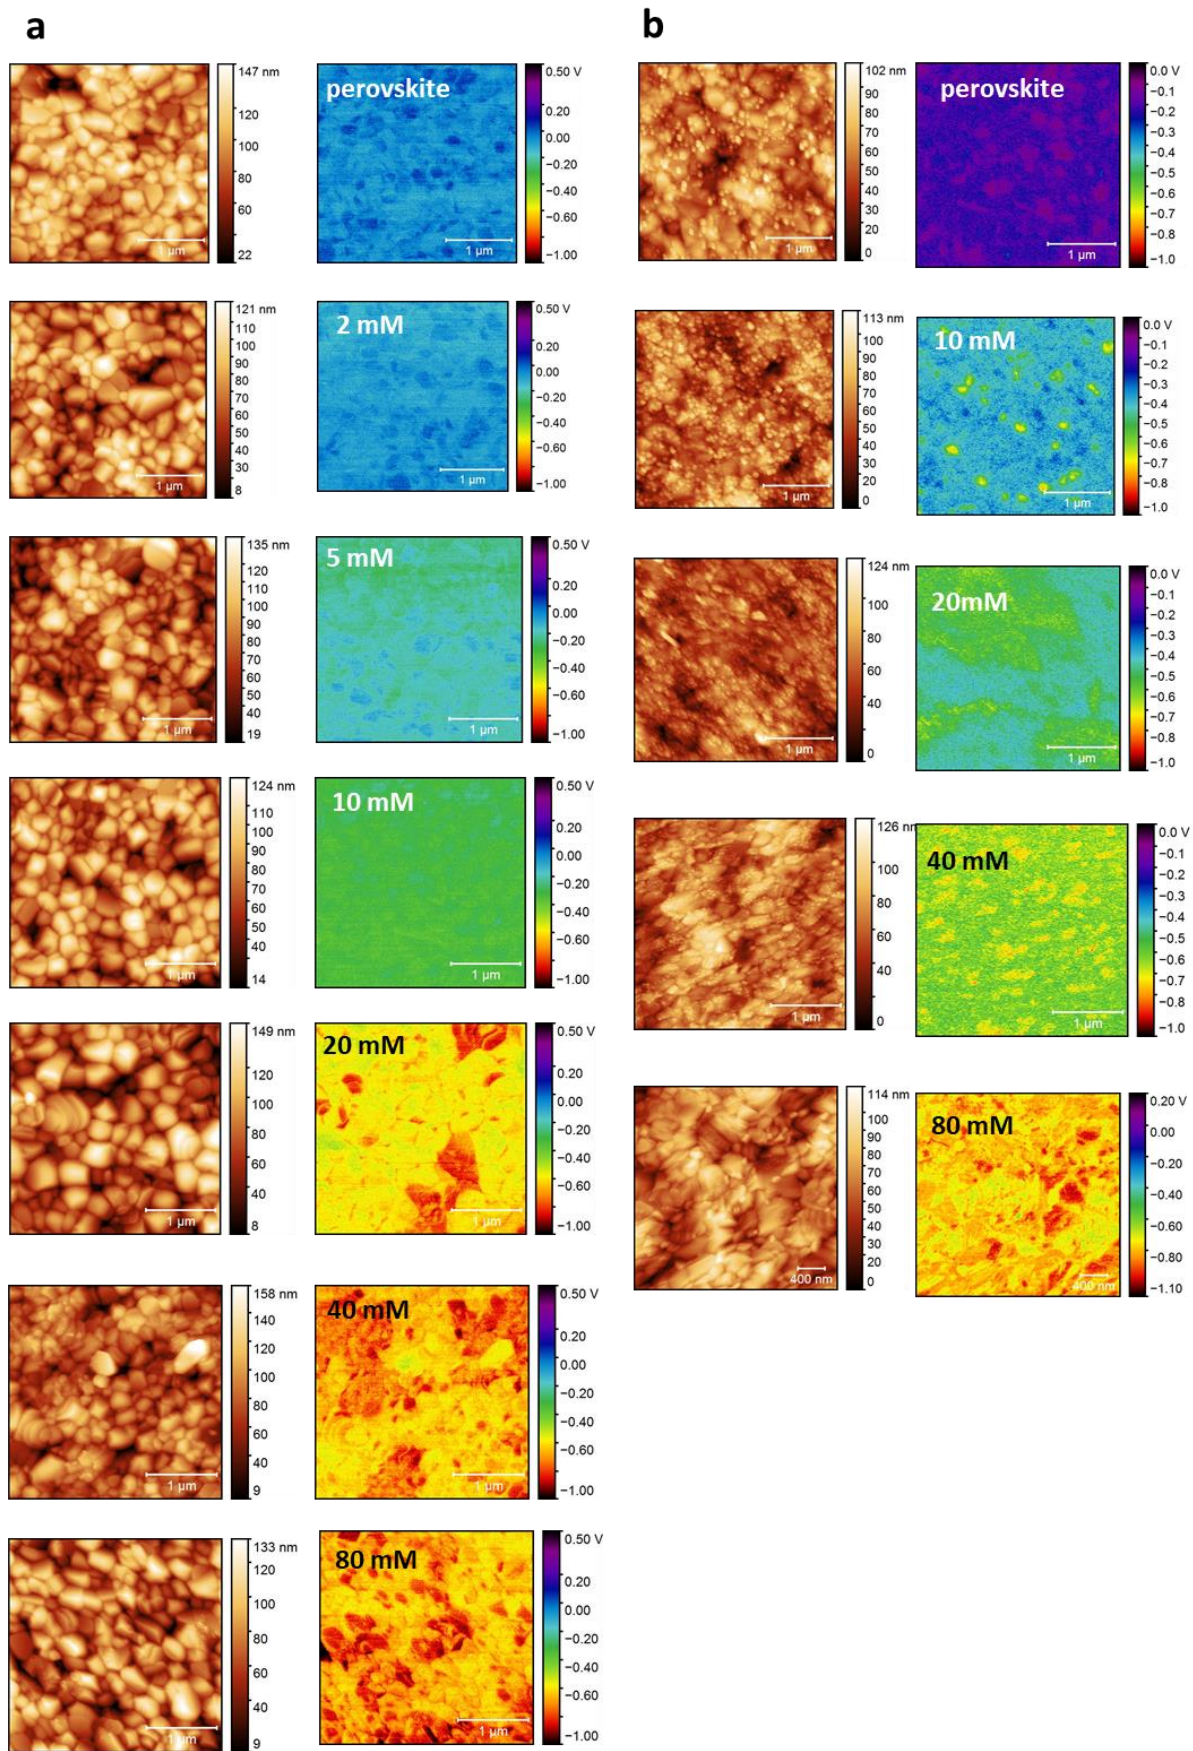 a
b
147 nm
120
100
80
60
22
1 µm
perovskite
1 µm
0.50 V
0.20
0.00
−0.20
−0.40
−0.60
−1.00
1 µm
102 nm
90
80
70
60
50
40
30
20
0
perovskite
1 µm
0.0 V
−0.1
−0.2
−0.3
−0.4
−0.5
−0.6
−0.7
−0.8
−1.0
1 µm
121 nm
110
100
90
80
70
60
50
40
30
8
2 mM
1 µm
0.50 V
0.20
0.00
−0.20
−0.40
−0.60
−1.00
1 µm
113 nm
100
90
80
70
60
50
40
30
20
0
10 mM
1 µm
0.0 V
−0.1
−0.2
−0.3
−0.4
−0.5
−0.6
−0.7
−0.8
−1.0
1 µm
135 nm
120
110
100
90
80
70
60
50
40
19
5 mM
1 µm
0.50 V
0.20
0.00
−0.20
−0.40
−0.60
−1.00
1 µm
124 nm
100
80
60
40
0
20mM
1 µm
0.0 V
−0.1
−0.2
−0.3
−0.4
−0.5
−0.6
−0.7
−0.8
−1.0
1 µm
124 nm
110
100
90
80
70
60
50
40
14
10 mM
1 µm
0.50 V
0.20
0.00
−0.20
−0.40
−0.60
−1.00
1 µm
126 nm
100
80
60
40
0
40 mM
1 µm
0.0 V
−0.1
−0.2
−0.3
−0.4
−0.5
−0.6
−0.7
−0.8
−1.0
1 µm
149 nm
120
100
80
60
40
8
20 mM
1 µm
0.50 V
0.20
0.00
−0.20
−0.40
−0.60
−1.00
400 nm
114 nm
100
90
80
70
60
50
40
30
20
0
80 mM
400 nm
0.20 V
0.00
−0.20
−0.40
−0.60
−0.80
−1.10
1 µm
158 nm
140
120
100
80
60
40
9
40 mM
1 µm
0.50 V
0.20
0.00
−0.20
−0.40
−0.60
−1.00
1 µm
133 nm
120
100
80
60
40
9
80 mM
1 µm
0.50 V
0.20
0.00
−0.20
−0.40
−0.60
−1.00